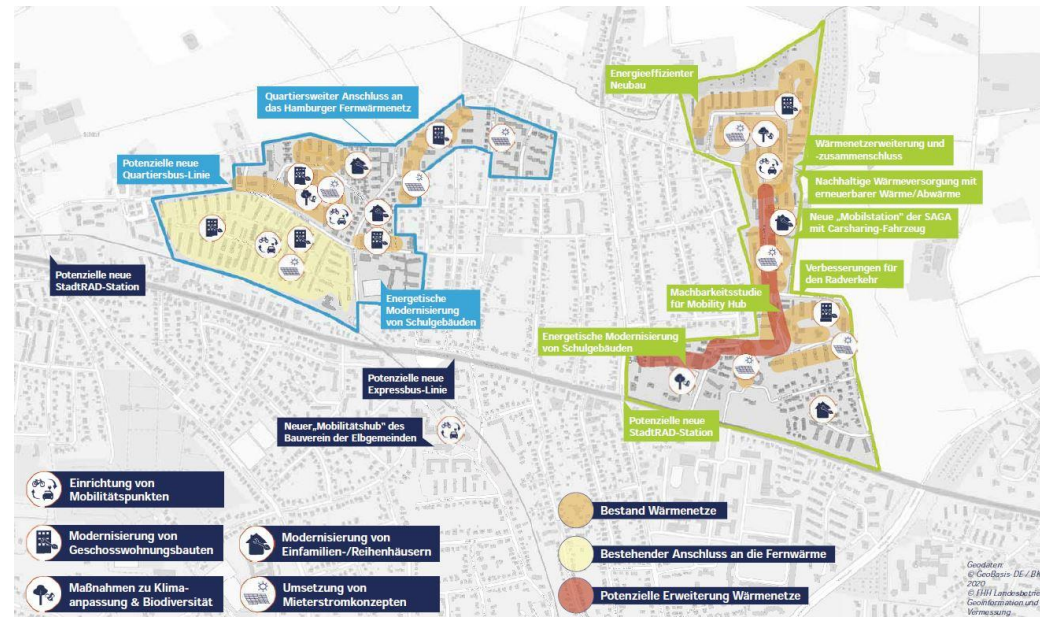 Energieeffizienter
Neubau
Quartiersweiter Anschluss an
das Hamburger Fernwärmenetz
Wärmenetzerweiterung und
-zusammenschluss
Potenzielle neue
Quartiersbus-Linie
Nachhaltige Wärmeversorgung mit
erneuerbarer Wärme/Abwärme
Neue „Mobilstation" der SAGA
mit Carsharing-Fahrzeug
Potenzielle neue
StadtRAD-Station
Verbesserungen für
den Radverkehr
Energetische
Modernisierung
von Schulgebäuden
Machbarkeitsstudie
für Mobility Hub
Energetische Modernisierung
von Schulgebäuden
Potenzielle neue
Expressbus-Linie
Neuer„Mobilitätshub" des
Bauverein der Elbgemeinden
Potenzielle neue
StadtRAD-Station
Einrichtung von
Mobilitätspunkten
Modernisierung von
Geschosswohnungsbauten
Maßnahmen zu Klima-
anpassung & Biodiversität
Modernisierung von
Einfamilien-/Reihenhäusern
Umsetzung von
Mieterstromkonzepten
Bestand Wärmenetze
Bestehender Anschluss an die Fernwärme
Potenzielle Erweiterung Wärmenetze
Geodaten:
© GeoBasis-DE / BK
2020
© FHH Landesbetrie
Geoinformation und
Vermessung